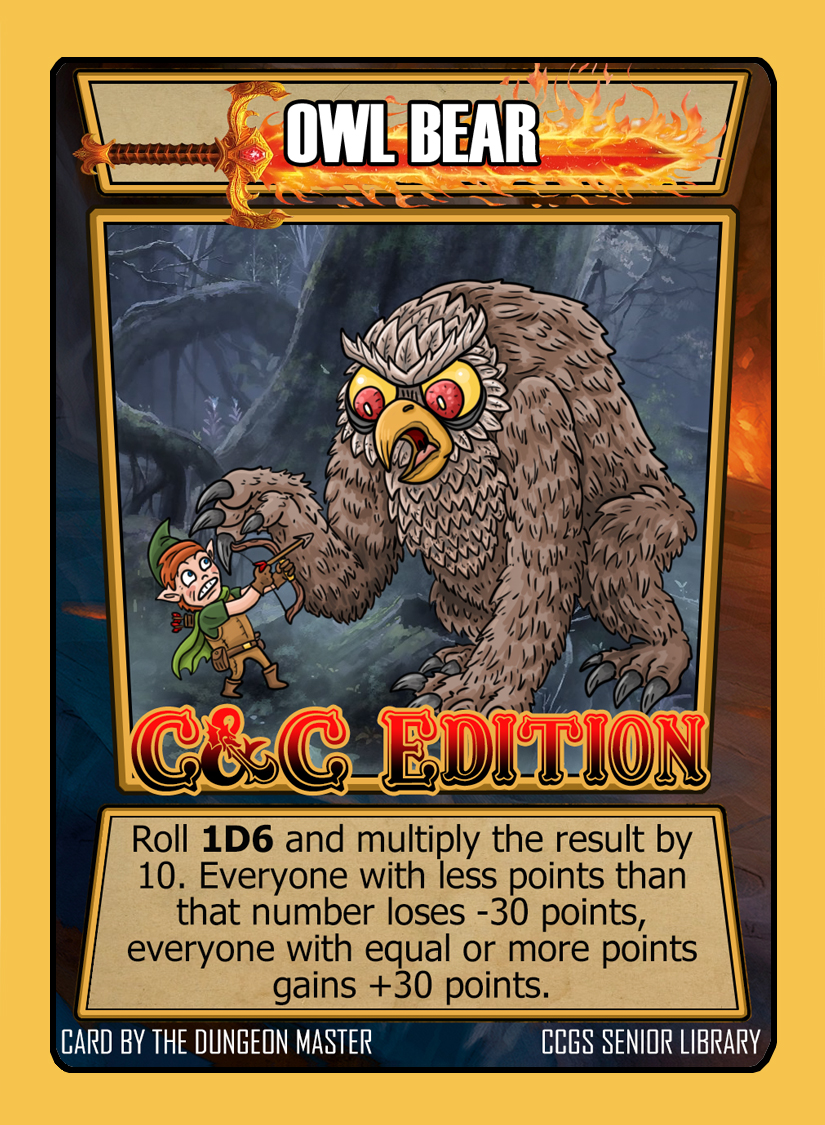 OWL BEAR
C&C EDITION
Roll 1D6 and multiply the result by
10. Everyone with less points than
that number loses -30 points,
everyone with equal or more points
gains +30 points.
CARD BY THE DUNGEON MASTER
CCGS SENIOR LIBRARY